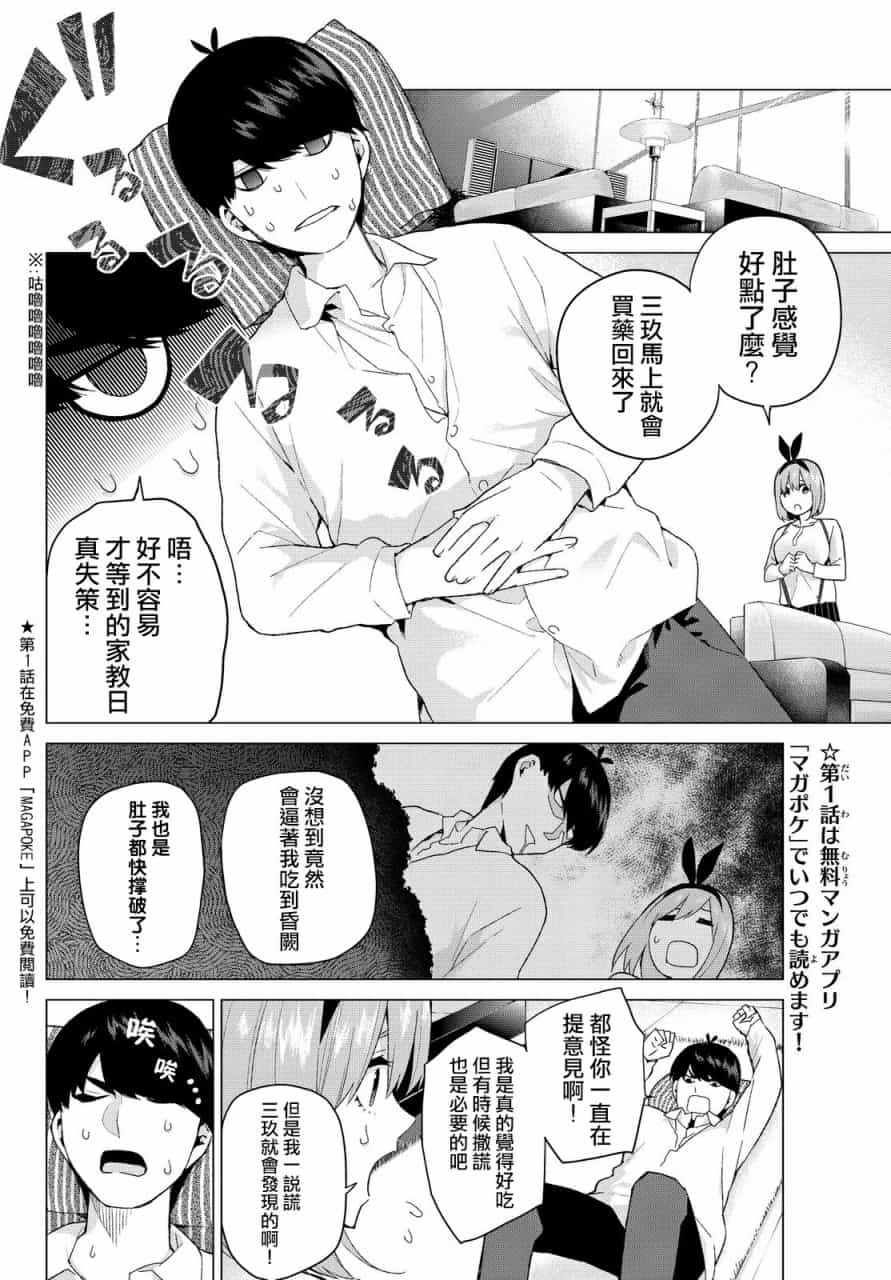 肚子感覺
好點了麼？
三玖馬上就會
買藥回來了
ぐ
ぎゅ
※：咕嚕嚕嚕嚕嚕
唔…
好不容易
才等到的家教日
真失策…
沒想到竟然
會逼著我吃到昏闕
我也是
肚子都快撐破了…
都怪你一直在
提意見啊！
我是真的覺得好吃
但有時候撒謊
也是必要的吧
但是我一說謊
三玖就會發現的啊！
唉
唉
☆第1話は無料マンガアプリ
「マガポケ」でいつでも読めます！
★第1話在免費APP「MAGAPOKE」上可以免費閱讀！